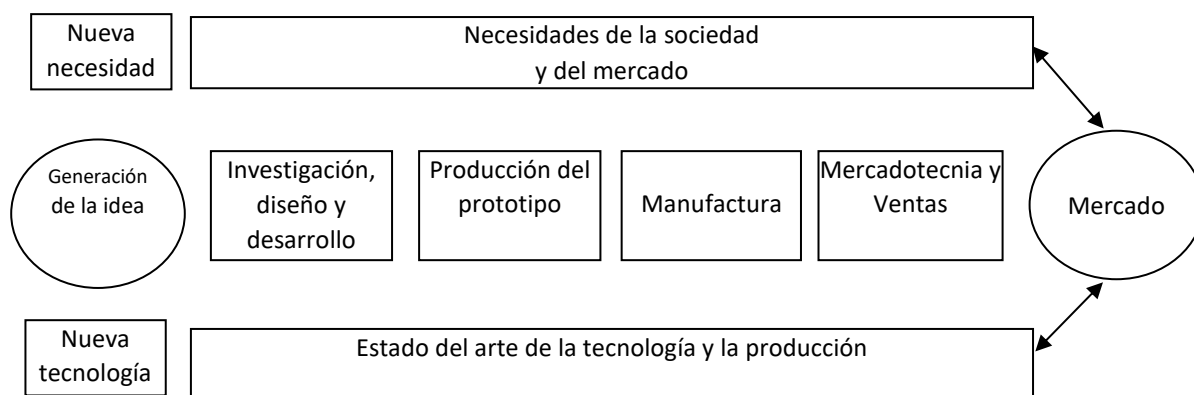 Nueva
necesidad
Necesidades de la sociedad
y del mercado
Generación
de la idea
Investigación,
diseño y
desarrollo
Producción del
prototipo
Manufactura
Mercadotecnia y
Ventas
Mercado
Nueva
tecnología
Estado del arte de la tecnología y la producción